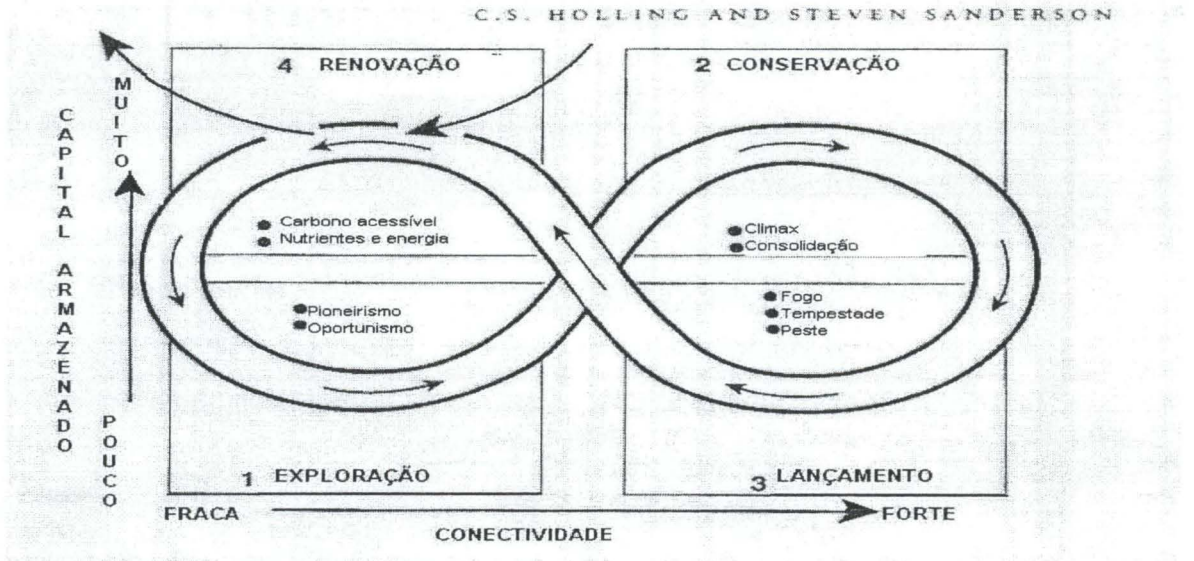 C.S. HOLLING AND STEVEN SANDERSON
4 RENOVAÇÃO
2 CONSERVAÇÃO
MUITO
CAPITAL ARMAZENADO
POUCO
Carbono acessível
Nutrientes e energia
Climax
Consolidação
Pioneirismo
Oportunismo
Fogo
Tempestade
Peste
1 EXPLORAÇÃO
3 LANÇAMENTO
FRACA
FORTE
CONECTIVIDADE